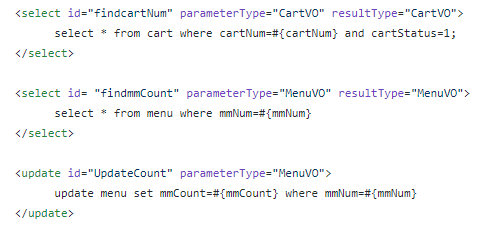 <select id="findcartNum" parameterType="CartVO" resultType="CartVO">
select * from cart where cartNum=#{cartNum} and cartStatus=1;
</select>
<select id= "findmmCount" parameterType="MenuVO" resultType="MenuVO">
select * from menu where mmNum=#{mmNum}
</select>
<update id="UpdateCount" parameterType="MenuVO">
update menu set mmCount=#{mmCount} where mmNum=#{mmNum}
</update>